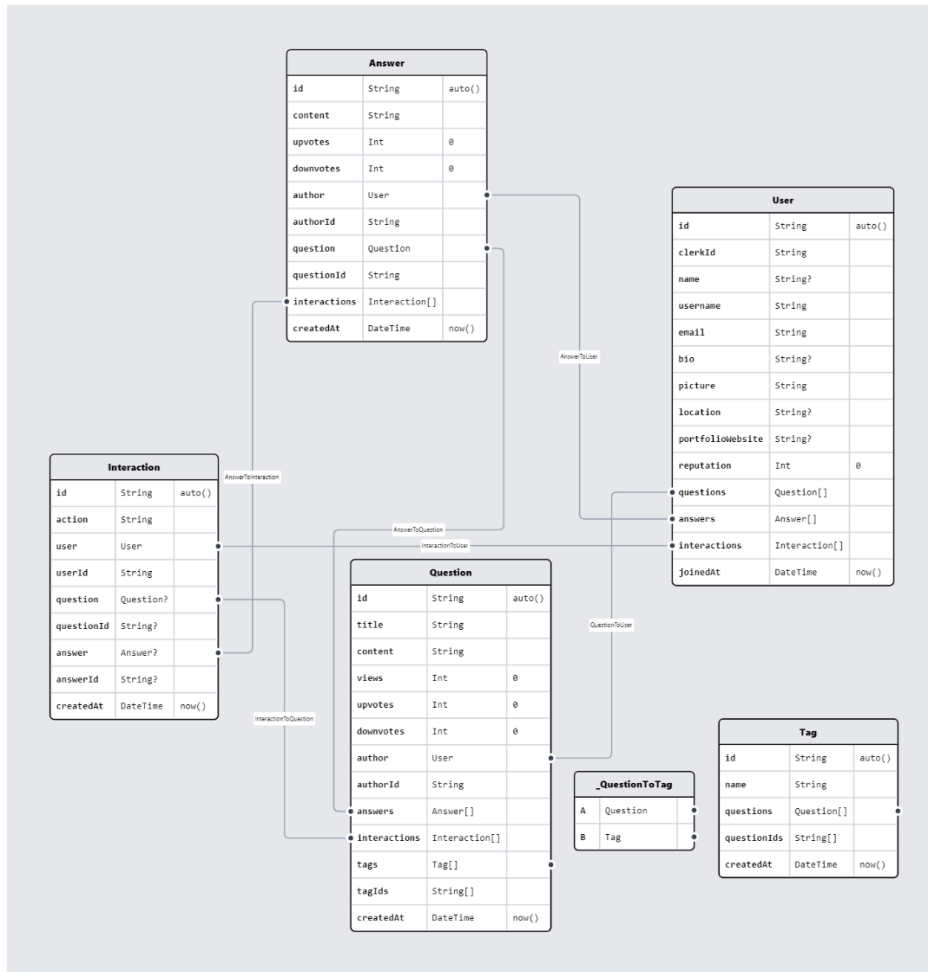 Answer
id String auto()
content String
upvotes Int 0
downvotes Int 0
author User
authorId String
question Question
questionId String
interactions Interaction[]
createdAt DateTime now()
User
id String auto()
clerkId String
name String?
username String
email String
bio String?
picture String
location String?
portfolioWebsite String?
reputation Int 0
questions Question[]
answers Answer[]
interactions Interaction[]
joinedAt DateTime now()
AnswerToUser
Interaction
id String auto()
action String
user User
userId String
question Question?
questionId String?
answer Answer?
answerId String?
createdAt DateTime now()
AnswerToInteraction
AnswerToQuestion
InteractionToUser
Question
id String auto()
title String
content String
views Int 0
upvotes Int 0
downvotes Int 0
author User
authorId String
answers Answer[]
interactions Interaction[]
tags Tag[]
tagIds String[]
createdAt DateTime now()
QuestionToUser
InteractionToQuestion
_QuestionToTag
A Question
B Tag
Tag
id String auto()
name String
questions Question[]
questionIds String[]
createdAt DateTime now()